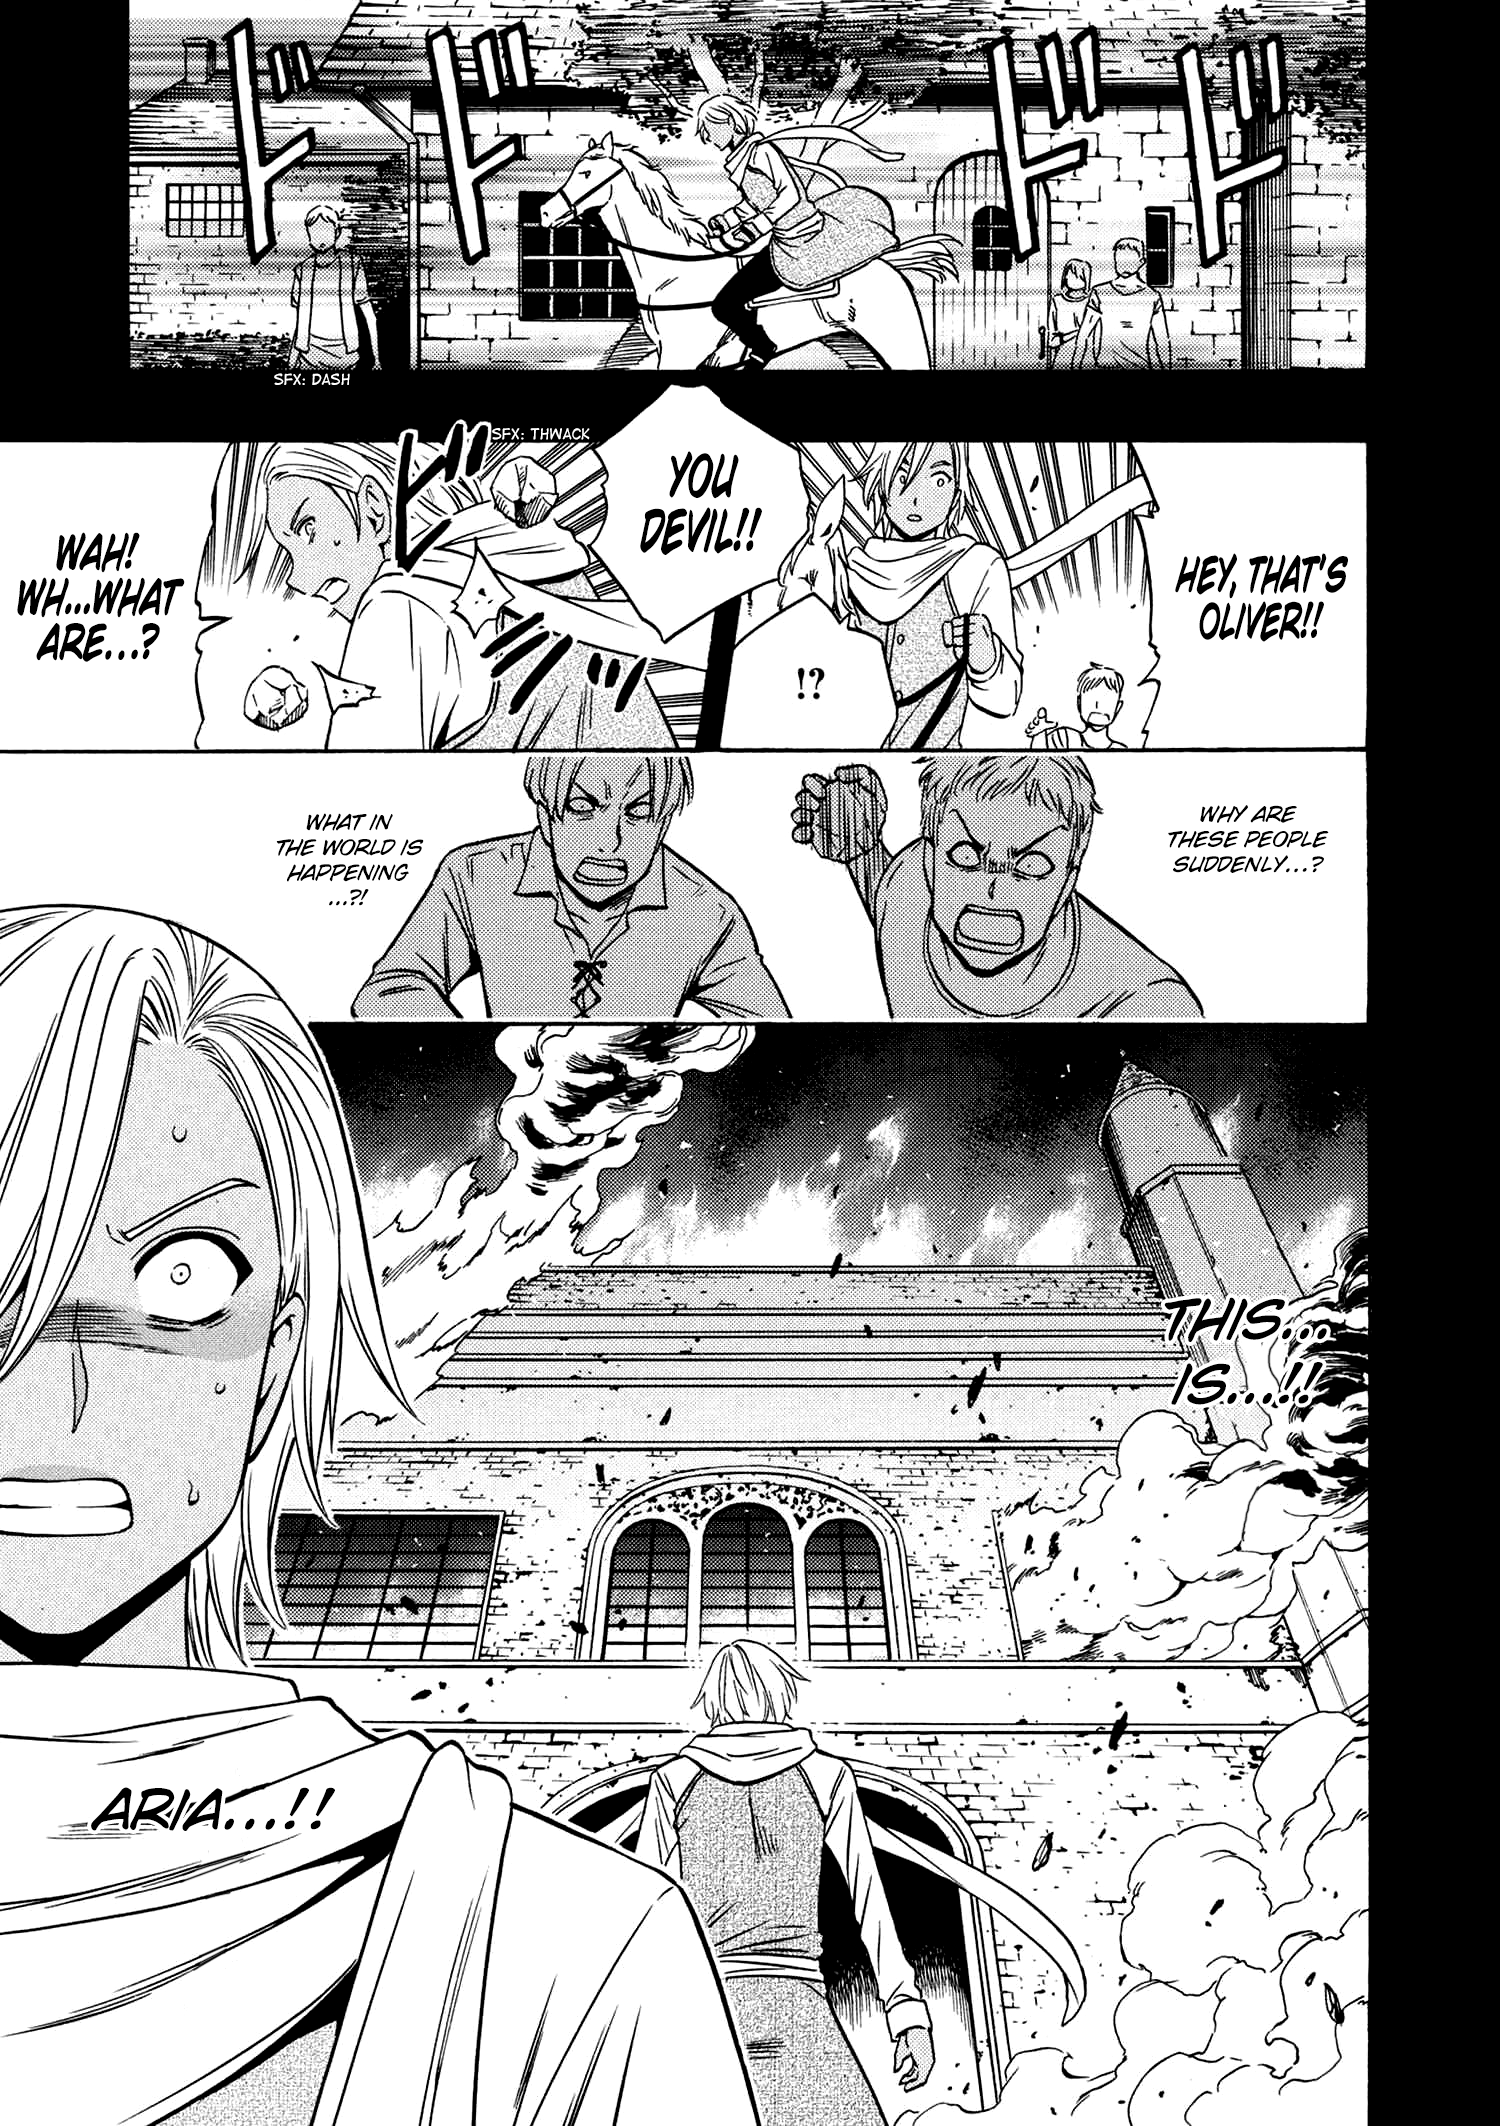 ド ド ド ド
SFX: DASH
HEY, THAT'S
OLIVER!!
!?
YOU
DEVIL!!
SFX: THWACK
WAH!
WH...WHAT
ARE...?
WHY ARE
THESE PEOPLE
SUDDENLY...?
WHAT IN
THE WORLD IS
HAPPENING
...?!
THIS...
IS...!!
ARIA...!!